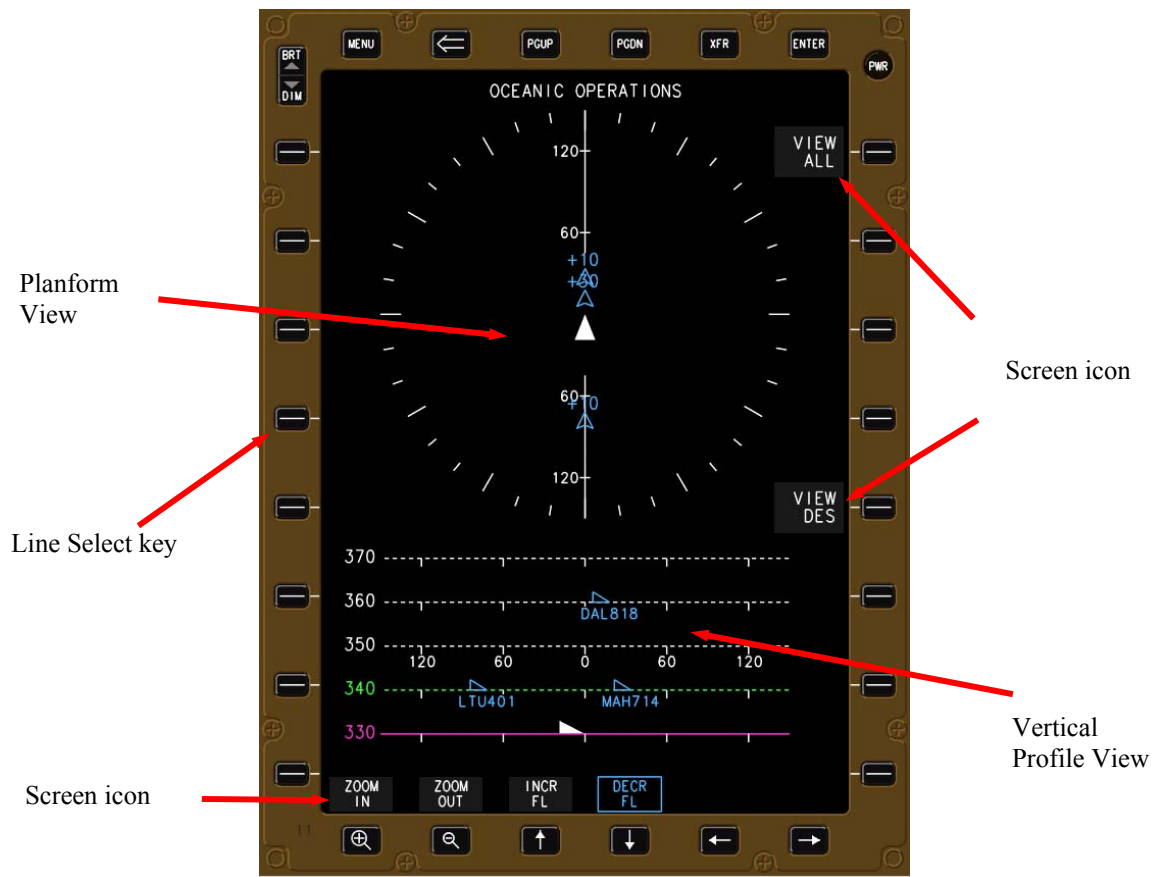 MENU
PGUP
PGDN
XFR
ENTER
BRT
DIM
PWR
OCEANIC OPERATIONS
VIEW
ALL
120
60
+10
+30
Planform
View
Screen icon
60
+10
120
VIEW
DES
Line Select key
370
360
DAL818
350
120 60 0 60 120
340
LTU401 MAH714
330
Vertical
Profile View
Screen icon
ZOOM
IN
ZOOM
OUT
INCR
FL
DECR
FL
11